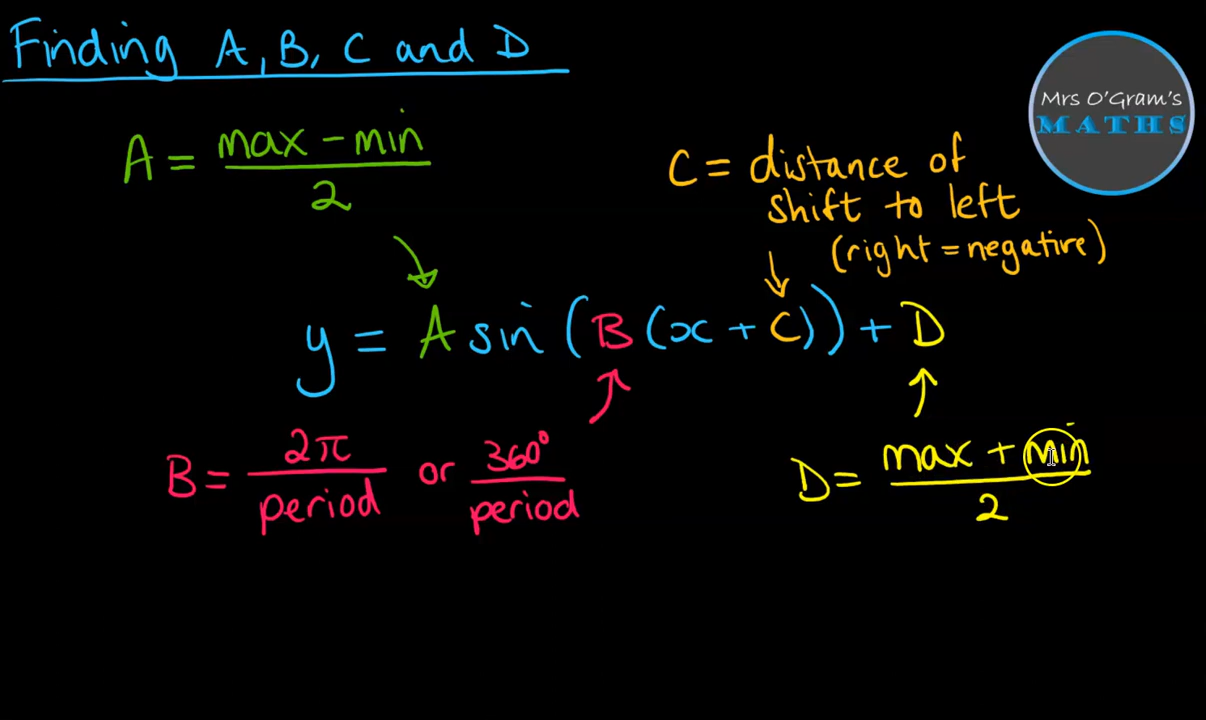 Finding A, B, C and D
Mrs O'Gram's
MATHS
A = max - min
2
C = distance of
shift to left
(right = negative)
y = A sin (B (x + C)) + D
B = 2π
period
or 360°
period
D = max + min
2